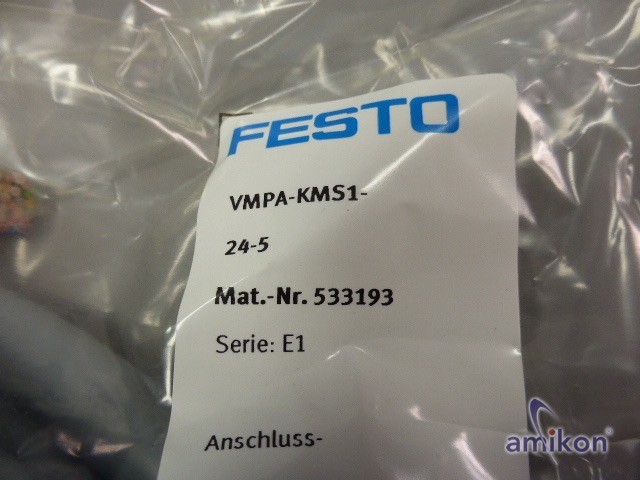 FESTO
VMPA-KMS1-
24-5
Mat.-Nr. 533193
Serie: E1
Anschluss-
amikon®